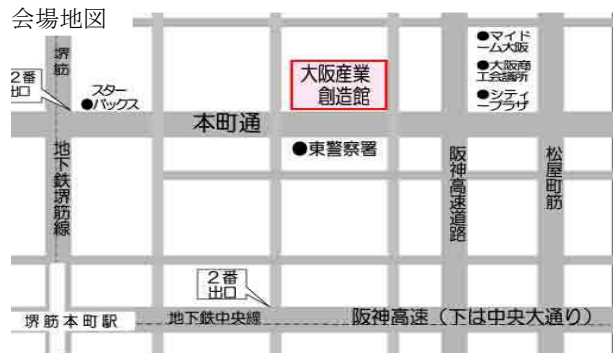 会場地図
堺筋
2番
出口
スター
●バックス
大阪産業
創造館
●マイド
ーム大阪
●大阪商
工会議所
●シティ
ープラザ
本町通
●東警察署
地下鉄堺筋線
阪神高速道路
松屋町筋
2番
出口
堺筋本町駅
地下鉄中央線
阪神高速（下は中央大通り）